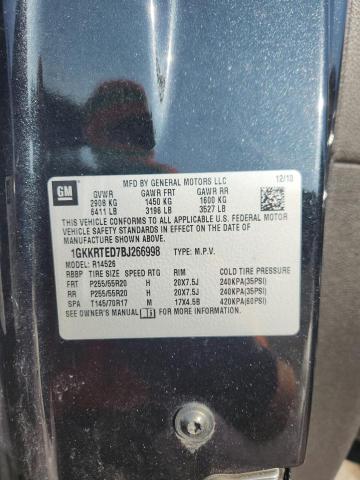 GM
MFD BY GENERAL MOTORS LLC
12/10
GVWR GAWR FRT GAWR RR
2908 KG 1450 KG 1600 KG
6411 LB 3196 LB 3527 LB
THIS VEHICLE CONFORMS TO ALL APPLICABLE U.S.
FEDERAL MOTOR VEHICLE SAFETY, BUMPER, AND
THEFT PREVENTION STANDARDS IN
EFFECT ON THE DATE OF MANUFACTURE
SHOWN ABOVE.
1GKKRTED7BJ266998 TYPE: M.P.V.
MODEL: R14526
RBBP TIRE SIZE SPEED RTG RIM COLD TIRE PRESSURE
FRT P255/55R20 H 20X7.5J 240KPA(35PSI)
RR P255/55R20 H 20X7.5J 240KPA(35PSI)
SPA T145/70R17 M 17X4.5B 420KPA(60PSI)
SEE OWNER'S MANUAL FOR MORE INFORMATION.